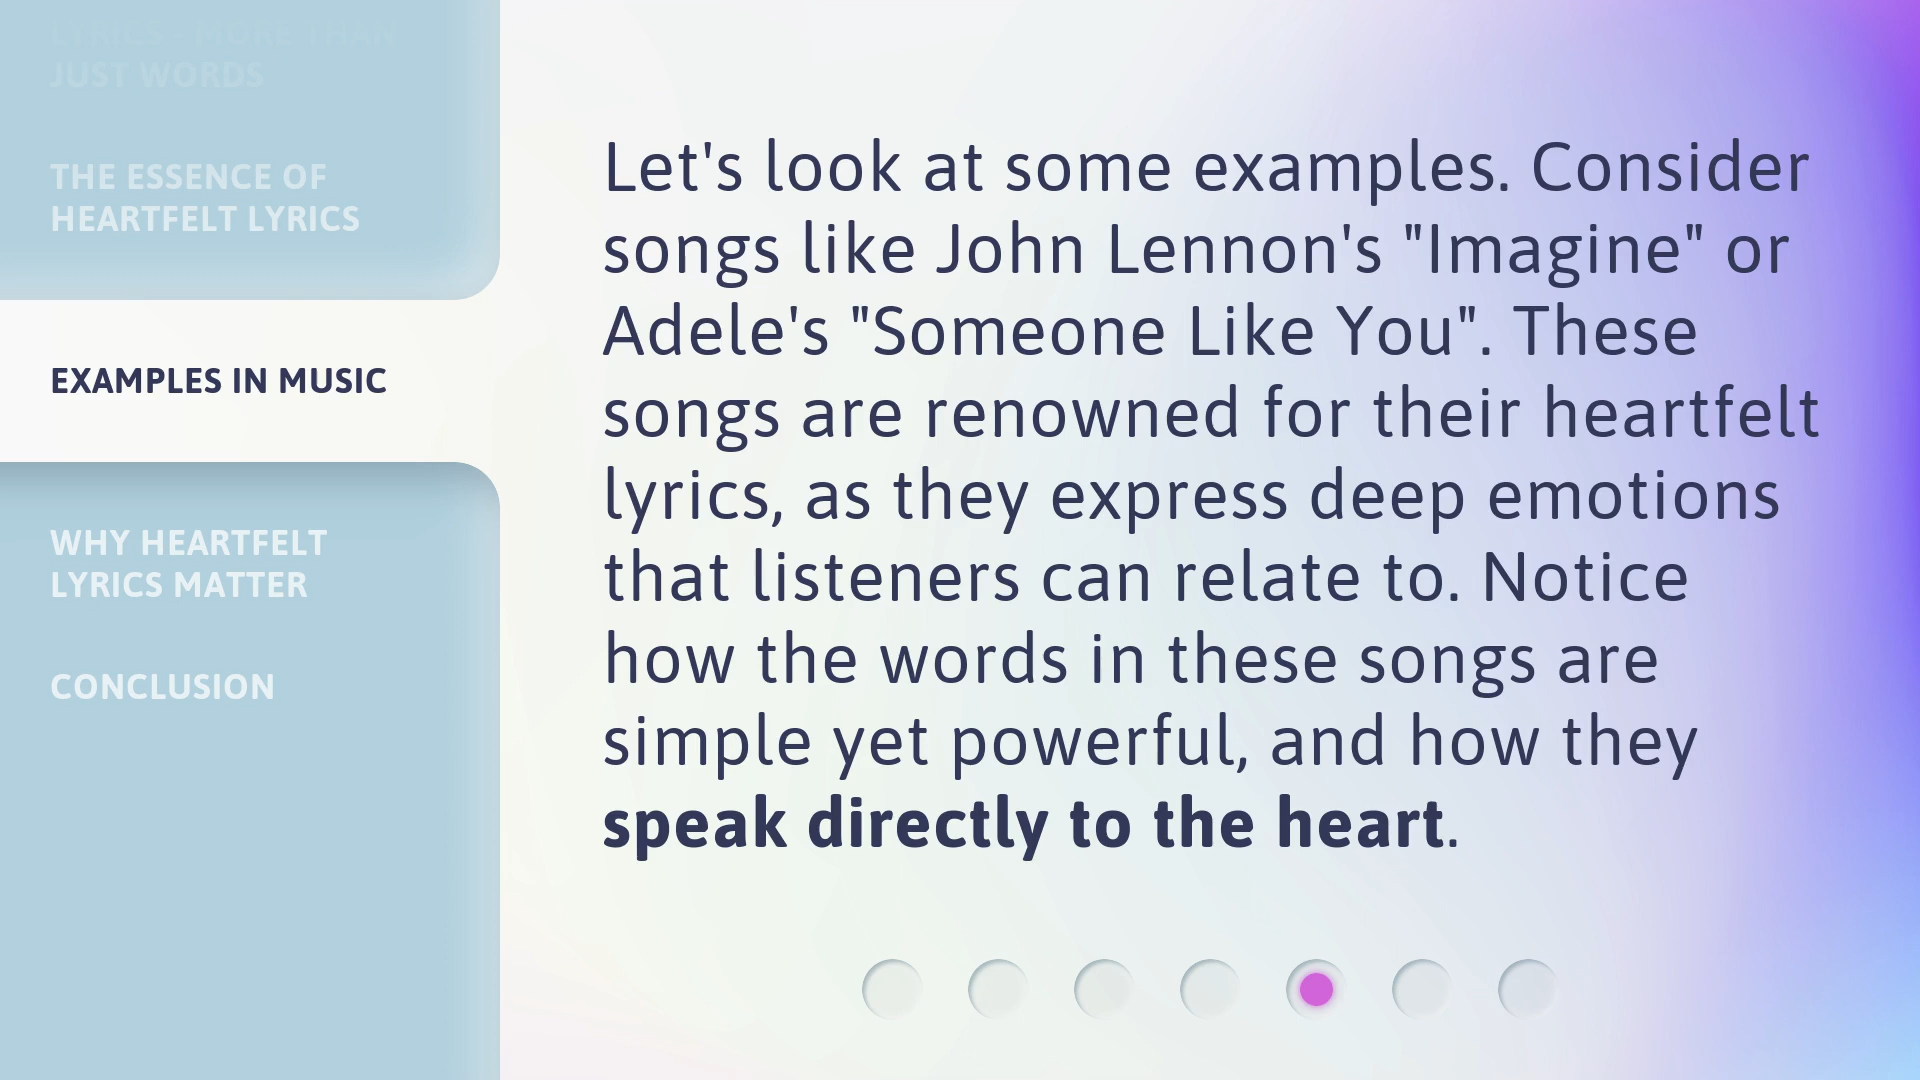 LYRICS - MORE THAN
JUST WORDS
THE ESSENCE OF
HEARTFELT LYRICS
EXAMPLES IN MUSIC
WHY HEARTFELT
LYRICS MATTER
CONCLUSION
Let's look at some examples. Consider
songs like John Lennon's "Imagine" or
Adele's "Someone Like You". These
songs are renowned for their heartfelt
lyrics, as they express deep emotions
that listeners can relate to. Notice
how the words in these songs are
simple yet powerful, and how they
speak directly to the heart.